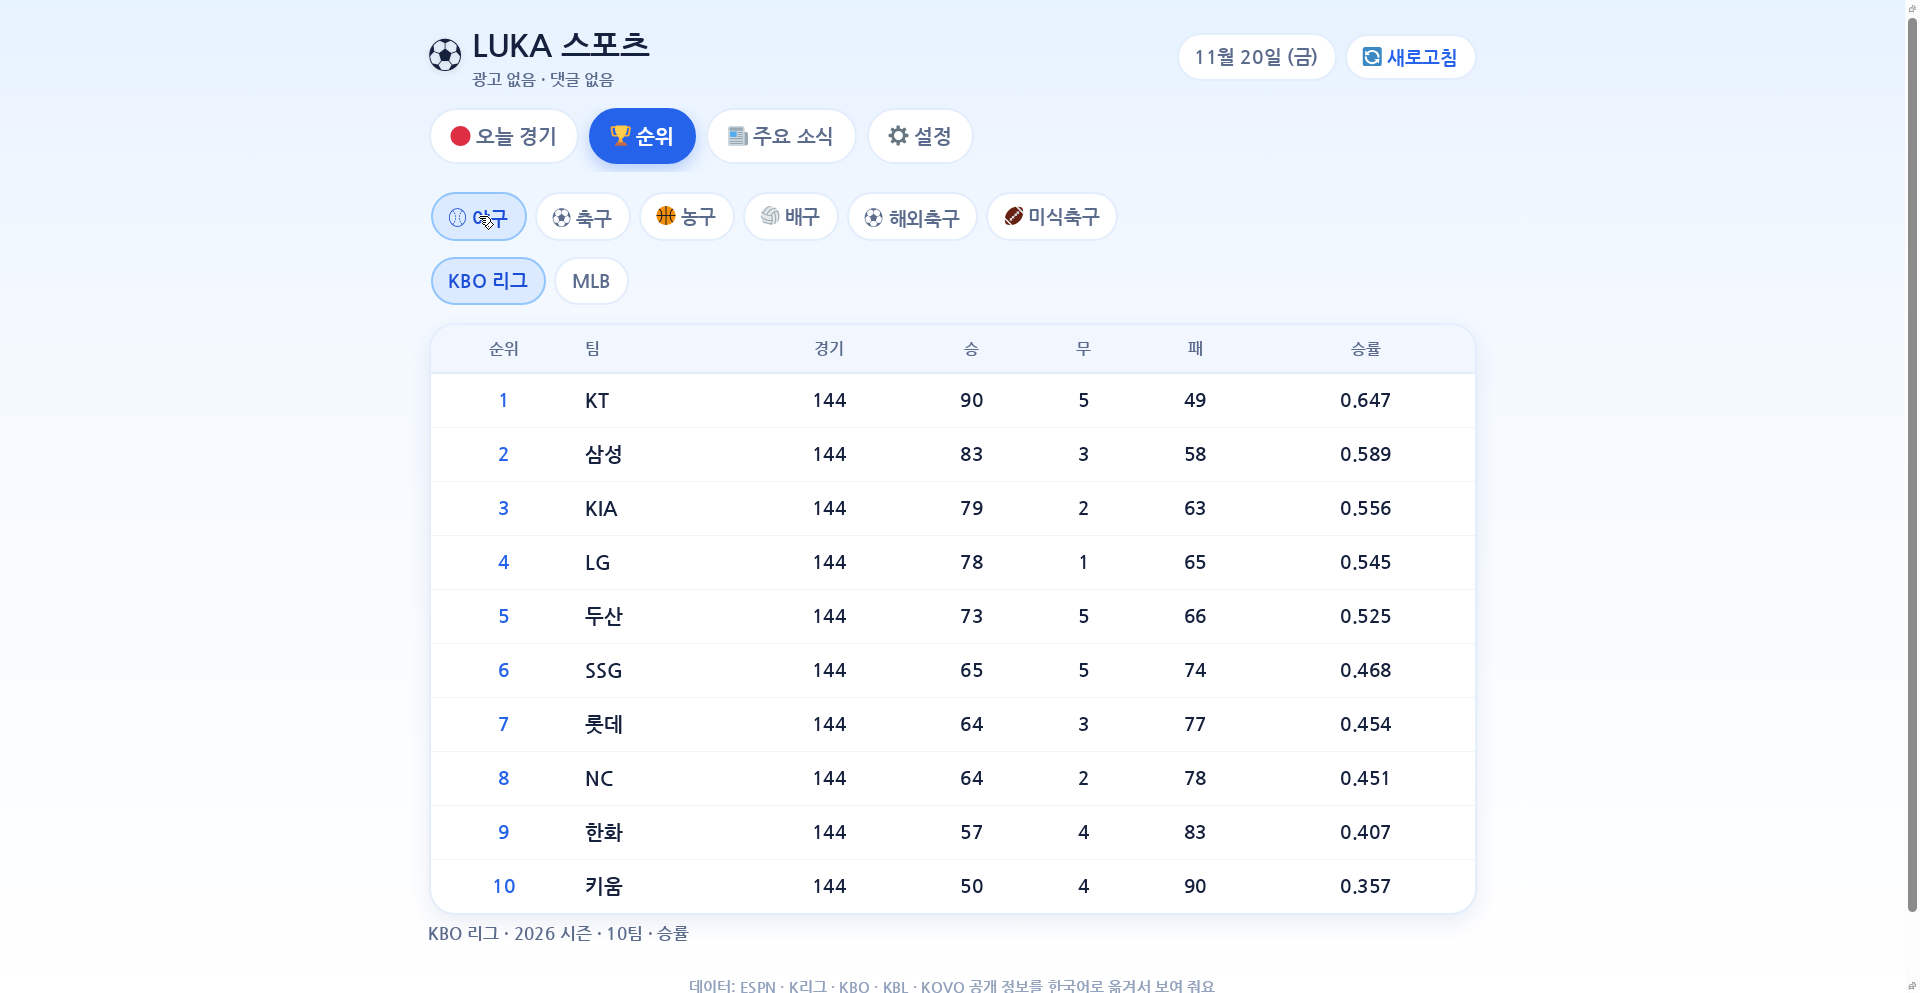 LUKA 스포츠
광고 없음 · 댓글 없음
11월 20일 (금)
새로고침
오늘 경기
순위
주요 소식
설정
야구
축구
농구
배구
해외축구
미식축구
KBO 리그
MLB
순위 팀 경기 승 무 패 승률
1 KT 144 90 5 49 0.647
2 삼성 144 83 3 58 0.589
3 KIA 144 79 2 63 0.556
4 LG 144 78 1 65 0.545
5 두산 144 73 5 66 0.525
6 SSG 144 65 5 74 0.468
7 롯데 144 64 3 77 0.454
8 NC 144 64 2 78 0.451
9 한화 144 57 4 83 0.407
10 키움 144 50 4 90 0.357
KBO 리그 · 2026 시즌 · 10팀 · 승률
데이터: ESPN · K리그 · KBO · KBL · KOVO 공개 정보를 한국어로 옮겨서 보여 줘요